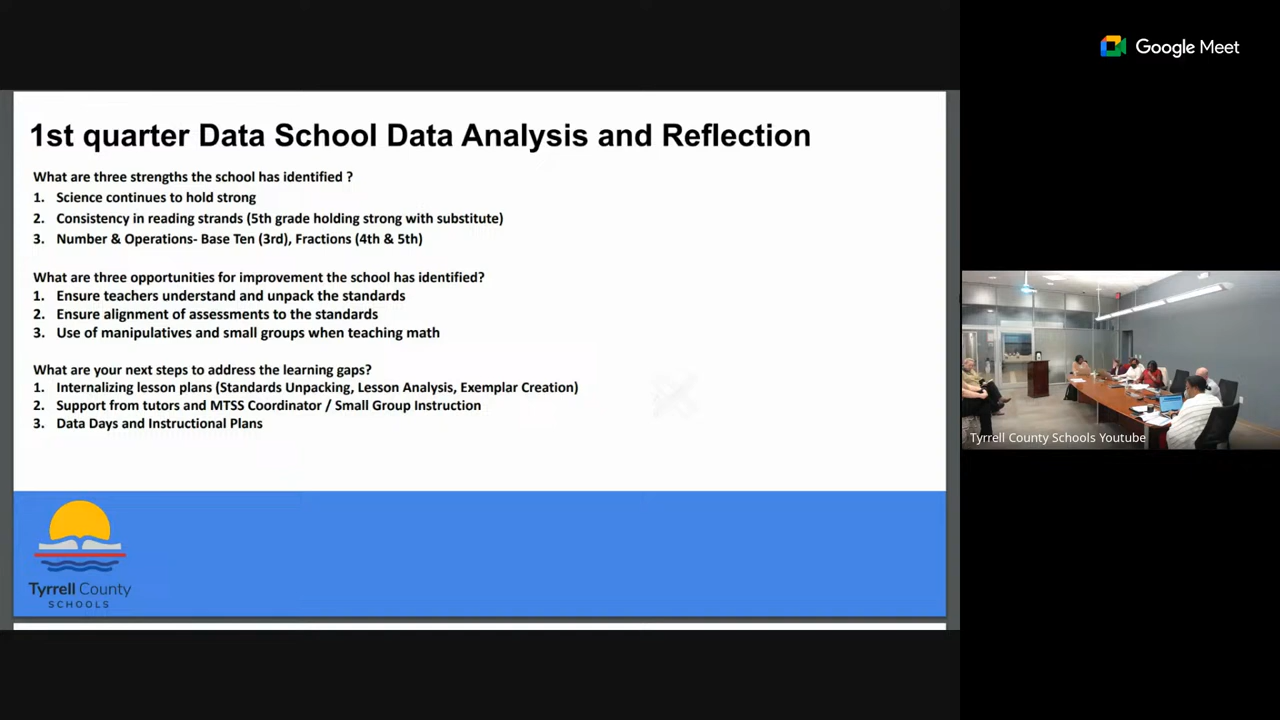 Google Meet
1st quarter Data School Data Analysis and Reflection
What are three strengths the school has identified ?
1. Science continues to hold strong
2. Consistency in reading strands (5th grade holding strong with substitute)
3. Number & Operations- Base Ten (3rd), Fractions (4th & 5th)
What are three opportunities for improvement the school has identified?
1. Ensure teachers understand and unpack the standards
2. Ensure alignment of assessments to the standards
3. Use of manipulatives and small groups when teaching math
What are your next steps to address the learning gaps?
1. Internalizing lesson plans (Standards Unpacking, Lesson Analysis, Exemplar Creation)
2. Support from tutors and MTSS Coordinator / Small Group Instruction
3. Data Days and Instructional Plans
Tyrrell County
SCHOOLS
Tyrrell County Schools Youtube